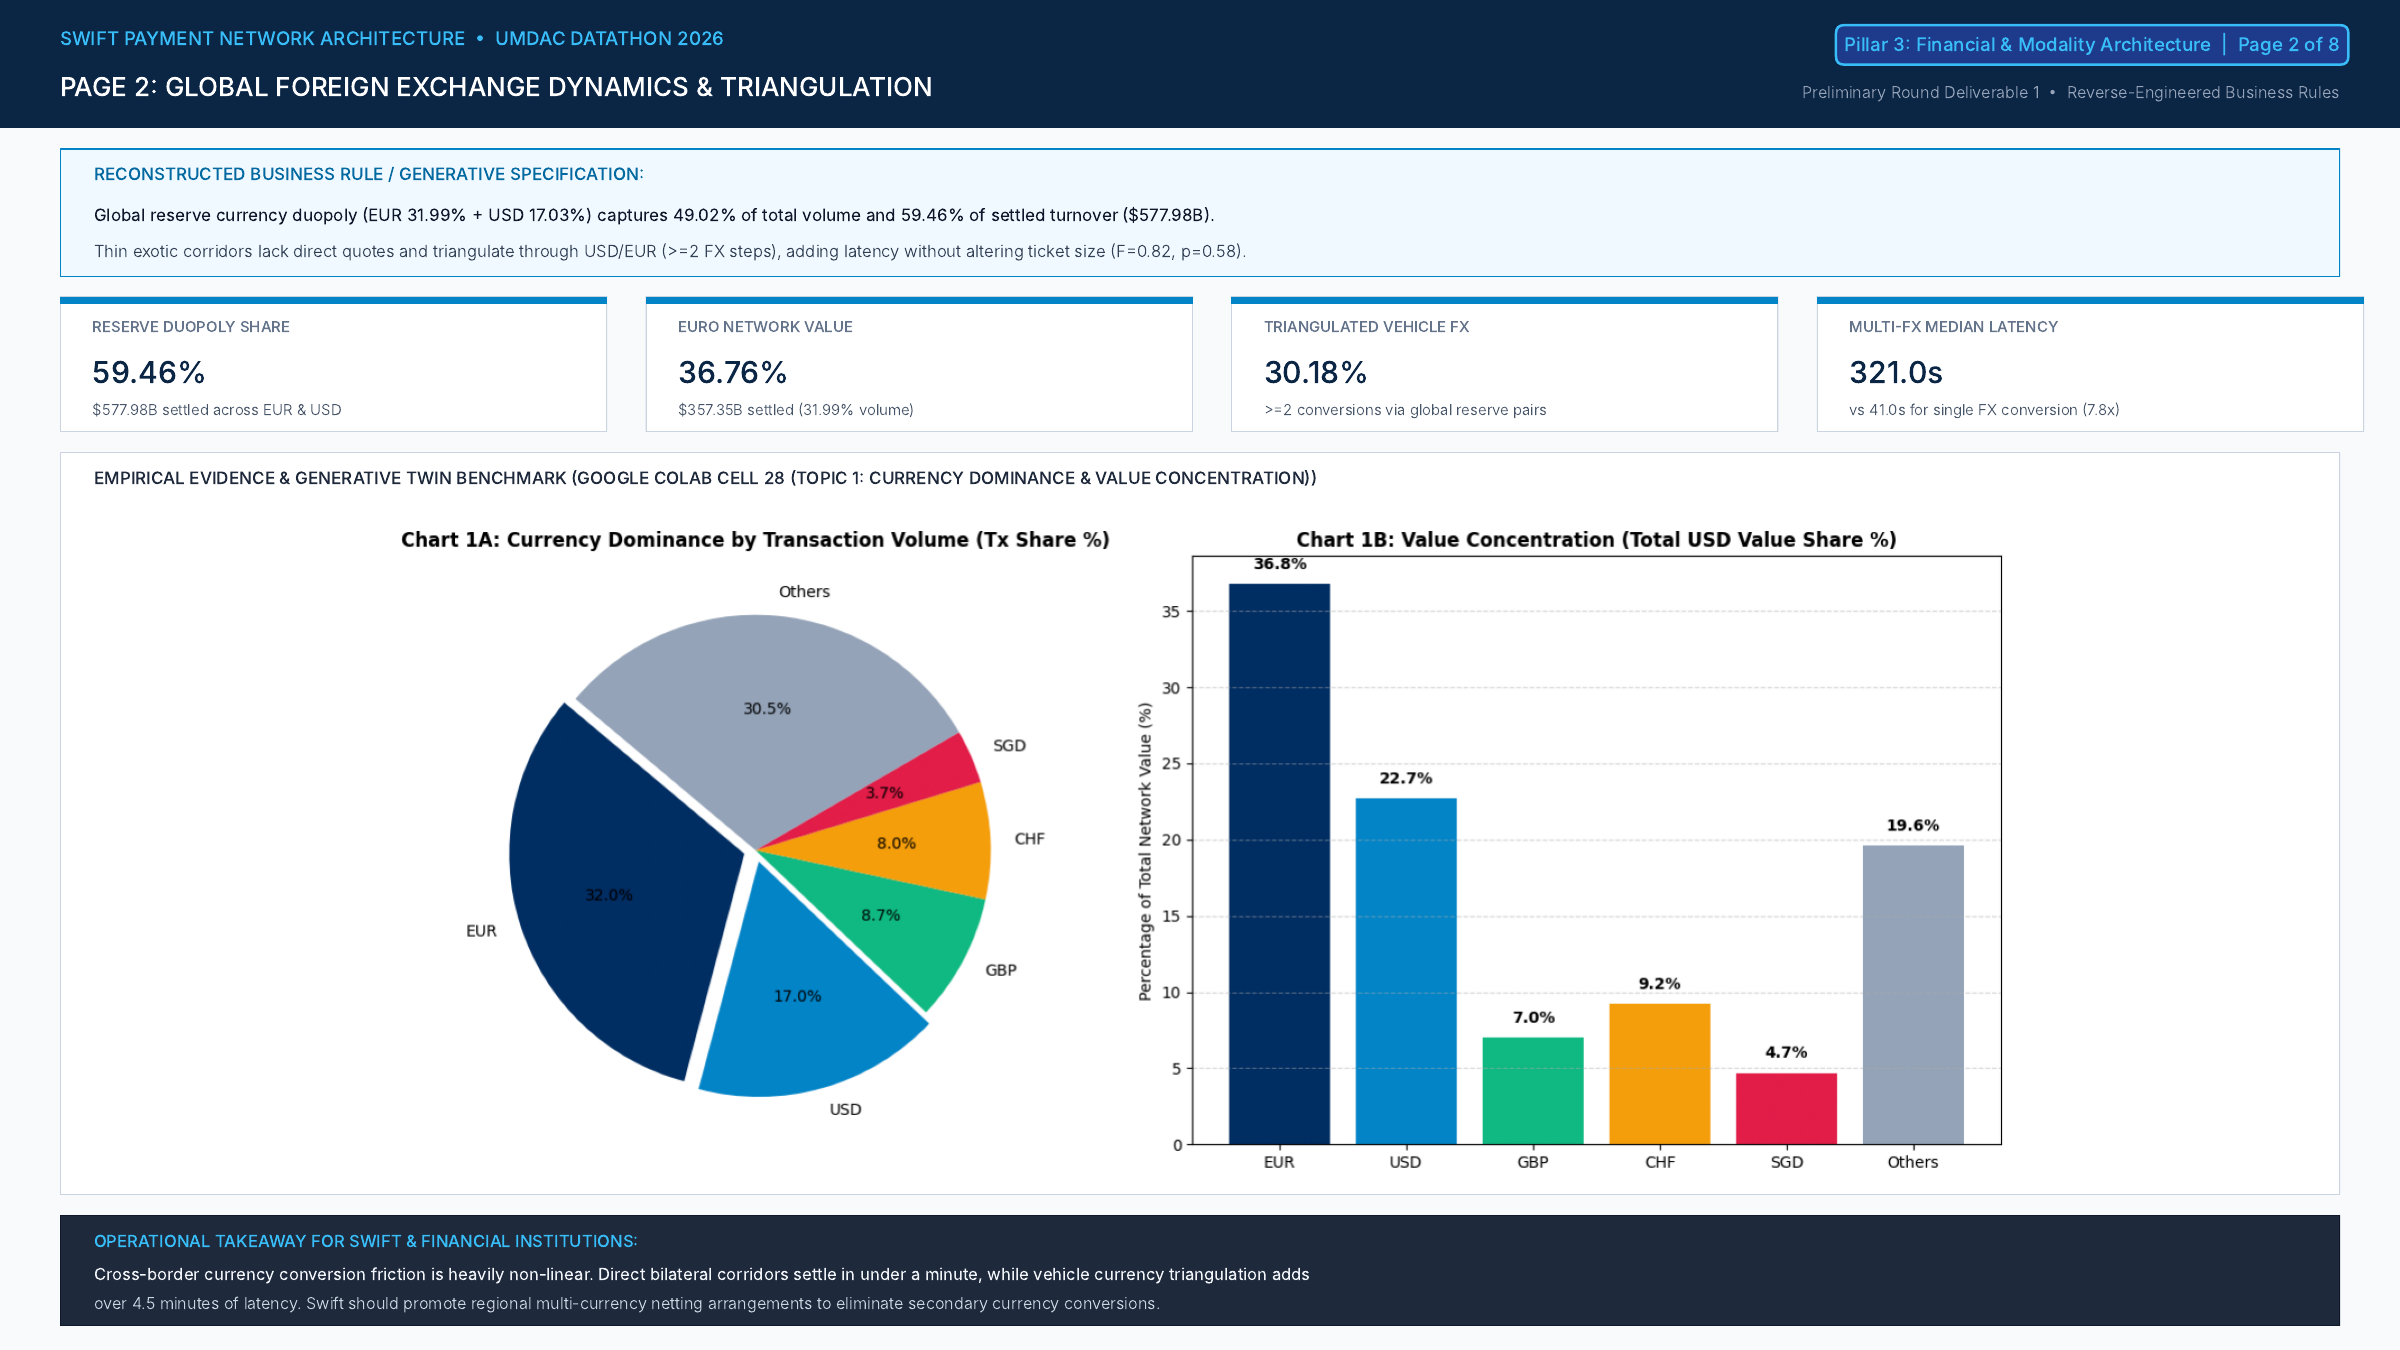 SWIFT PAYMENT NETWORK ARCHITECTURE • UMDAC DATATHON 2026
Pillar 3: Financial & Modality Architecture | Page 2 of 8
PAGE 2: GLOBAL FOREIGN EXCHANGE DYNAMICS & TRIANGULATION
Preliminary Round Deliverable 1 • Reverse-Engineered Business Rules
RECONSTRUCTED BUSINESS RULE / GENERATIVE SPECIFICATION:
Global reserve currency duopoly (EUR 31.99% + USD 17.03%) captures 49.02% of total volume and 59.46% of settled turnover ($577.98B).
Thin exotic corridors lack direct quotes and triangulate through USD/EUR (>=2 FX steps), adding latency without altering ticket size (F=0.82, p=0.58).
RESERVE DUOPOLY SHARE
59.46%
$577.98B settled across EUR & USD
EURO NETWORK VALUE
36.76%
$357.35B settled (31.99% volume)
TRIANGULATED VEHICLE FX
30.18%
>=2 conversions via global reserve pairs
MULTI-FX MEDIAN LATENCY
321.0s
vs 41.0s for single FX conversion (7.8x)
EMPIRICAL EVIDENCE & GENERATIVE TWIN BENCHMARK (GOOGLE COLAB CELL 28 (TOPIC 1: CURRENCY DOMINANCE & VALUE CONCENTRATION))
Chart 1A: Currency Dominance by Transaction Volume (Tx Share %)
Others
30.5%
SGD
3.7%
CHF
8.0%
GBP
8.7%
EUR
32.0%
USD
17.0%
Chart 1B: Value Concentration (Total USD Value Share %)
Percentage of Total Network Value (%)
35
30
25
20
15
10
5
0
36.8%
22.7%
7.0%
9.2%
4.7%
19.6%
EUR
USD
GBP
CHF
SGD
Others
OPERATIONAL TAKEAWAY FOR SWIFT & FINANCIAL INSTITUTIONS:
Cross-border currency conversion friction is heavily non-linear. Direct bilateral corridors settle in under a minute, while vehicle currency triangulation adds
over 4.5 minutes of latency. Swift should promote regional multi-currency netting arrangements to eliminate secondary currency conversions.